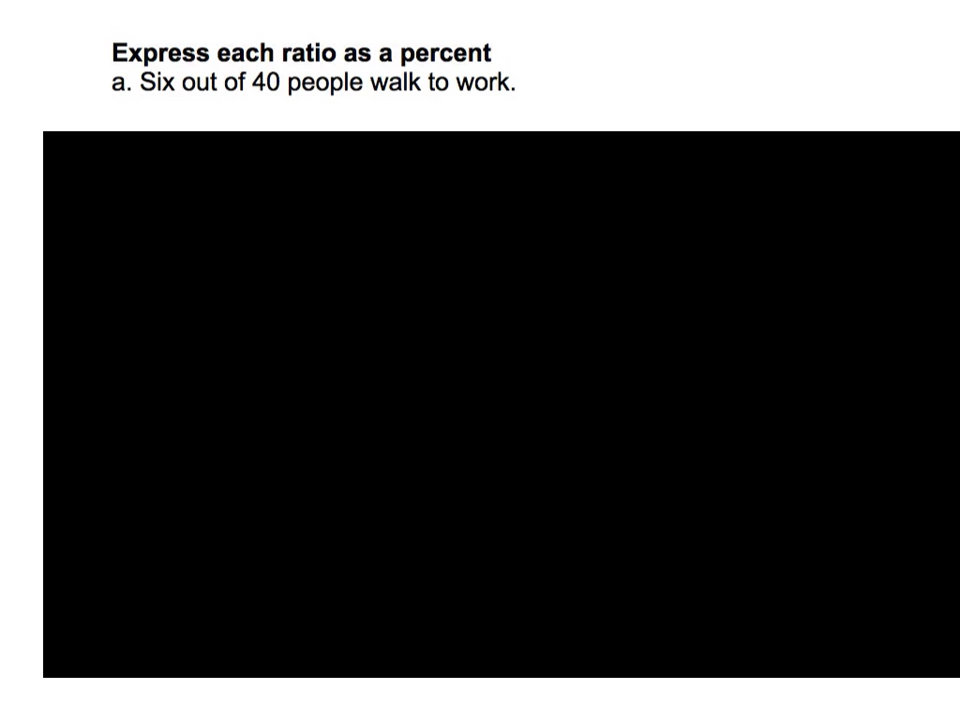 Express each ratio as a percent
a. Six out of 40 people walk to work.